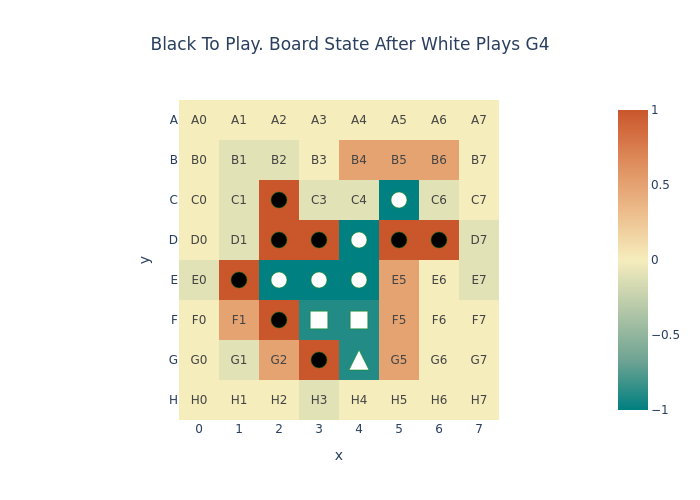 Black To Play. Board State After White Plays G4
A A0 A1 A2 A3 A4 A5 A6 A7
B B0 B1 B2 B3 B4 B5 B6 B7
C C0 C1 C3 C4 C6 C7
D D0 D1 D7
E E0 E5 E6 E7
F F0 F1 F5 F6 F7
G G0 G1 G2 G5 G6 G7
H H0 H1 H2 H3 H4 H5 H6 H7
0 1 2 3 4 5 6 7
x
y
1
0.5
0
−0.5
−1